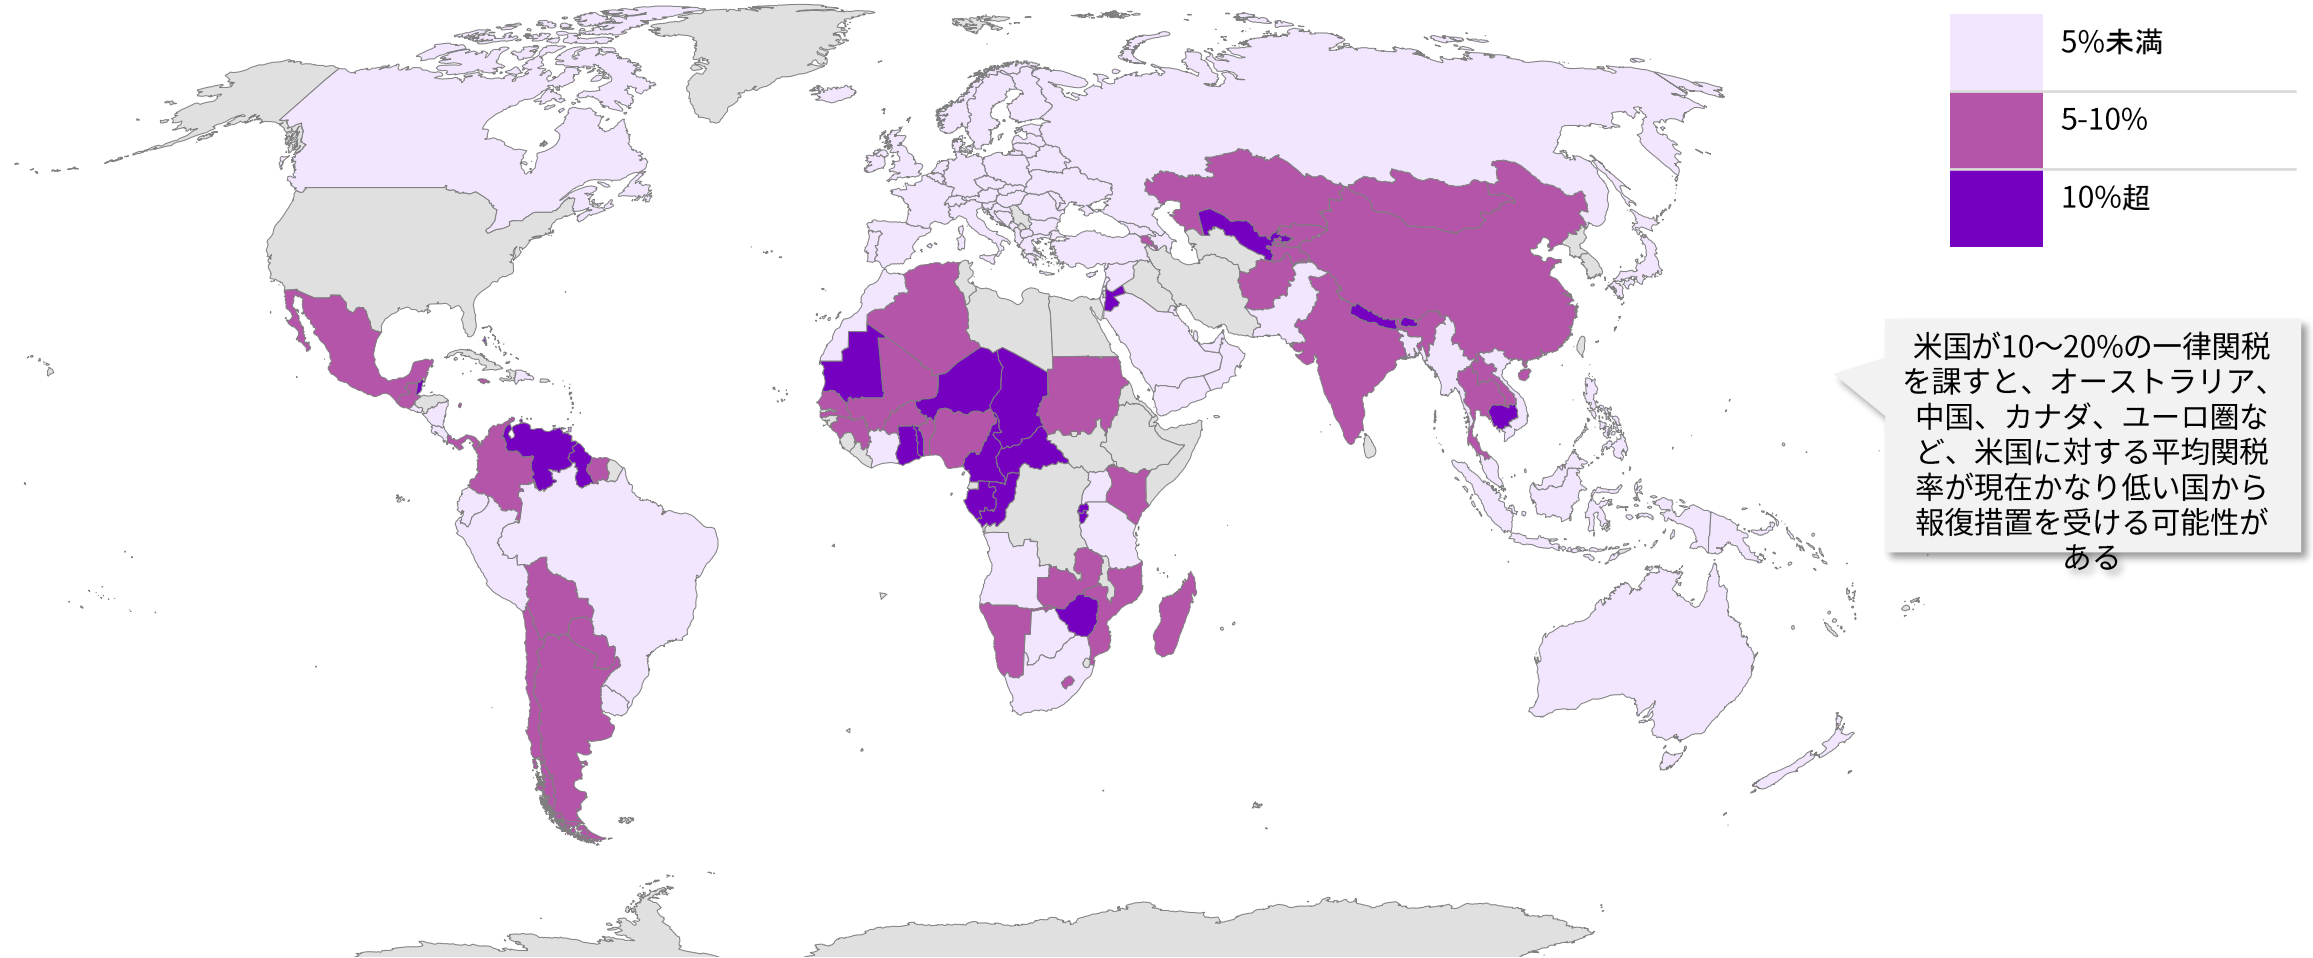 5%未満
5-10%
10%超
米国が10～20%の一律関税
を課すと、オーストラリア、
中国、カナダ、ユーロ圏な
ど、米国に対する平均関税
率が現在かなり低い国から
報復措置を受ける可能性が
ある